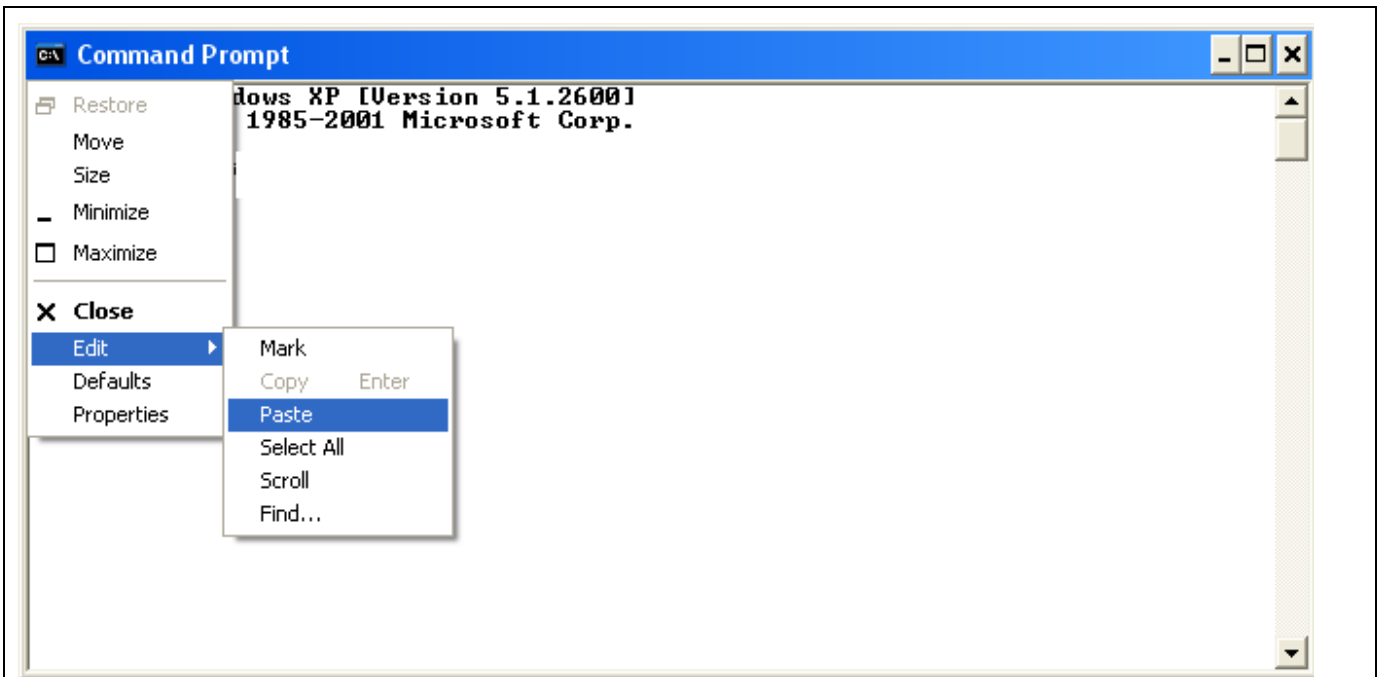 C:\ Command Prompt
dows XP [Version 5.1.2600]
1985-2001 Microsoft Corp.
Restore
Move
Size
Minimize
Maximize
Close
Edit
Defaults
Properties
Mark
Copy Enter
Paste
Select All
Scroll
Find...